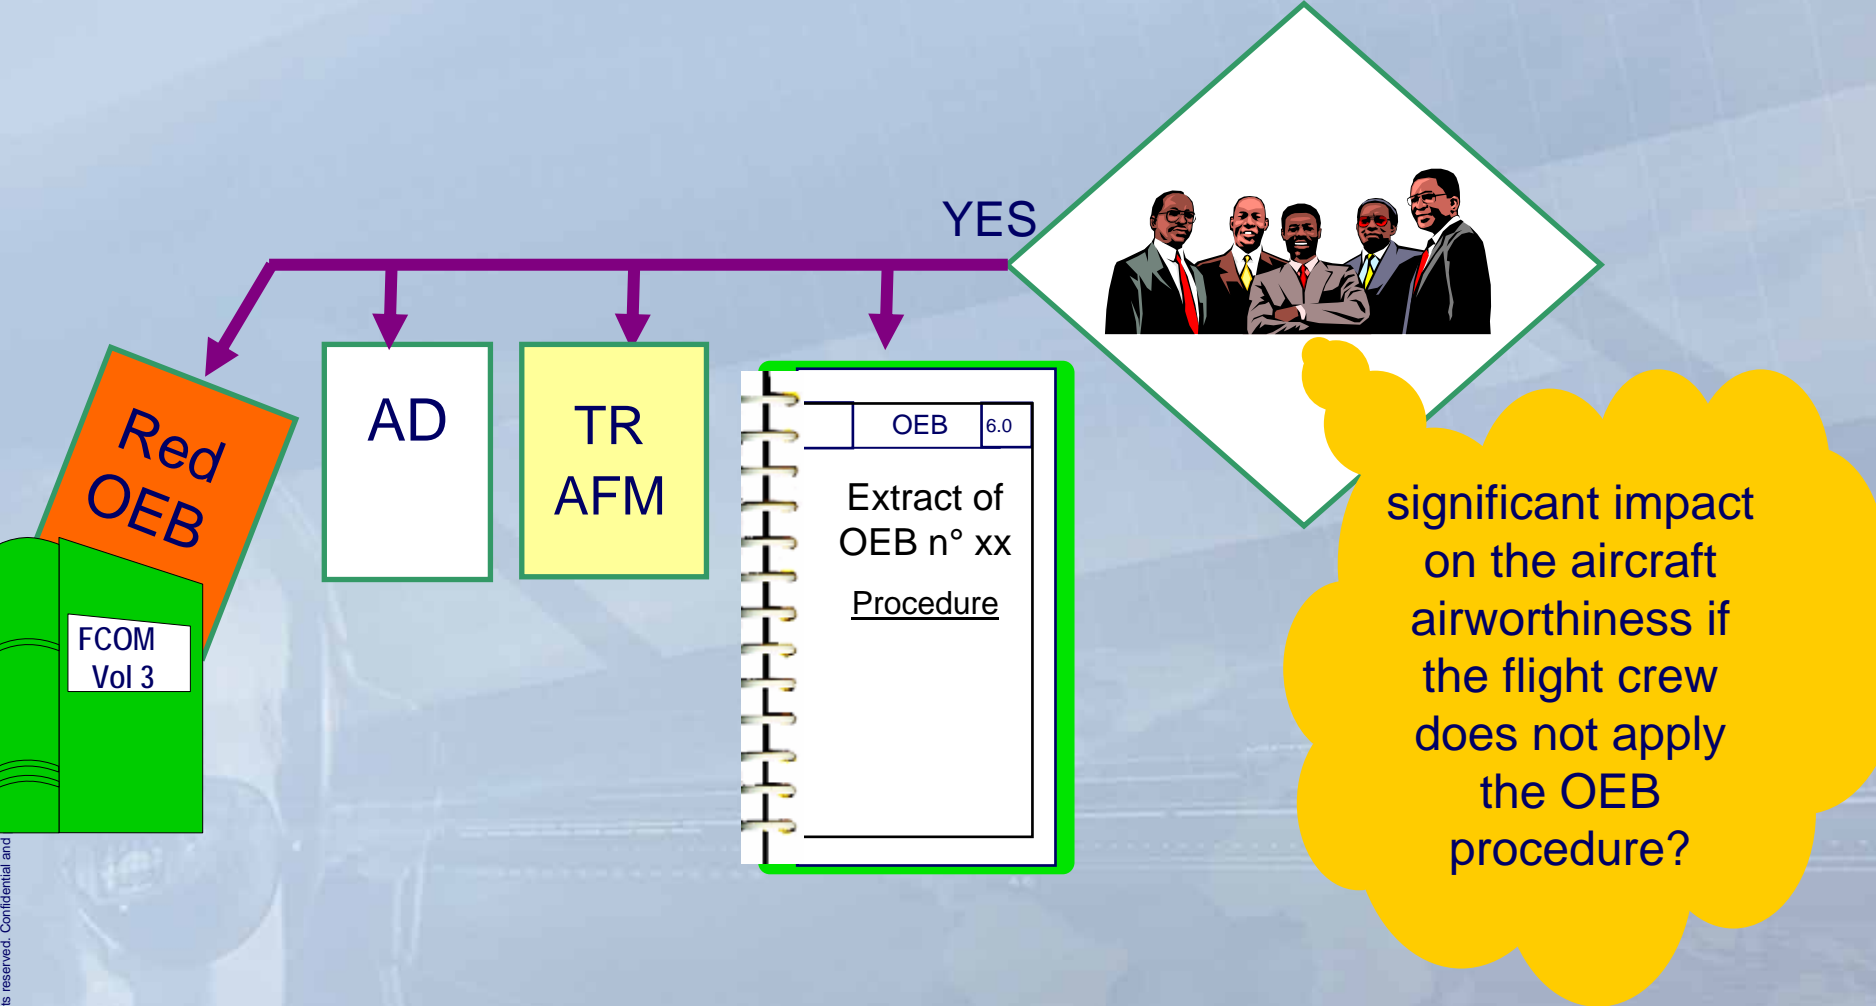 YES
Red
OEB
AD
TR
AFM
OEB
6.0
Extract of
OEB n° xx
Procedure
FCOM
Vol 3
significant impact
on the aircraft
airworthiness if
the flight crew
does not apply
the OEB
procedure?
reserved. Confidential and